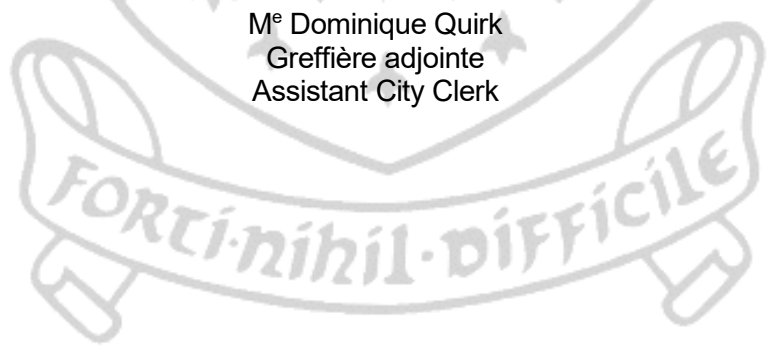 Mᵉ Dominique Quirk
Greffière adjointe
Assistant City Clerk
FORTI·NIHIL·DIFFICILE